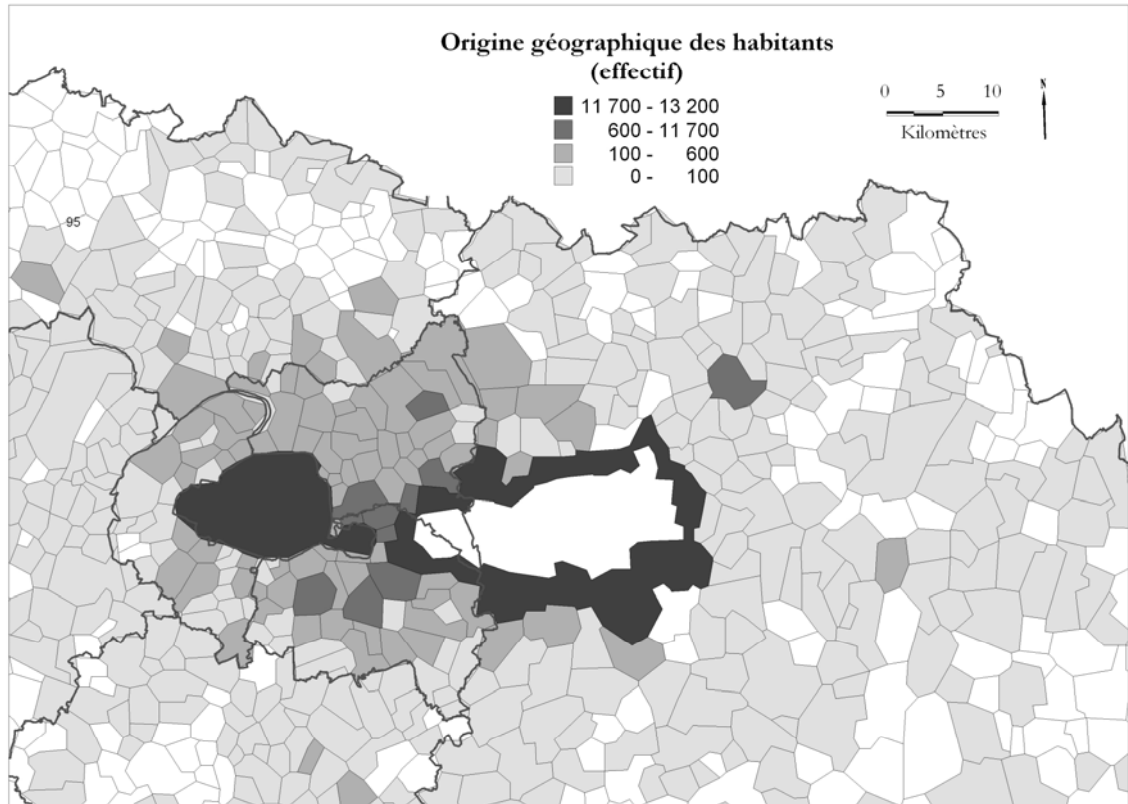 Origine géographique des habitants
(effectif)
11 700 - 13 200
600 - 11 700
100 - 600
0 - 100
0 5 10
Kilomètres
N
95